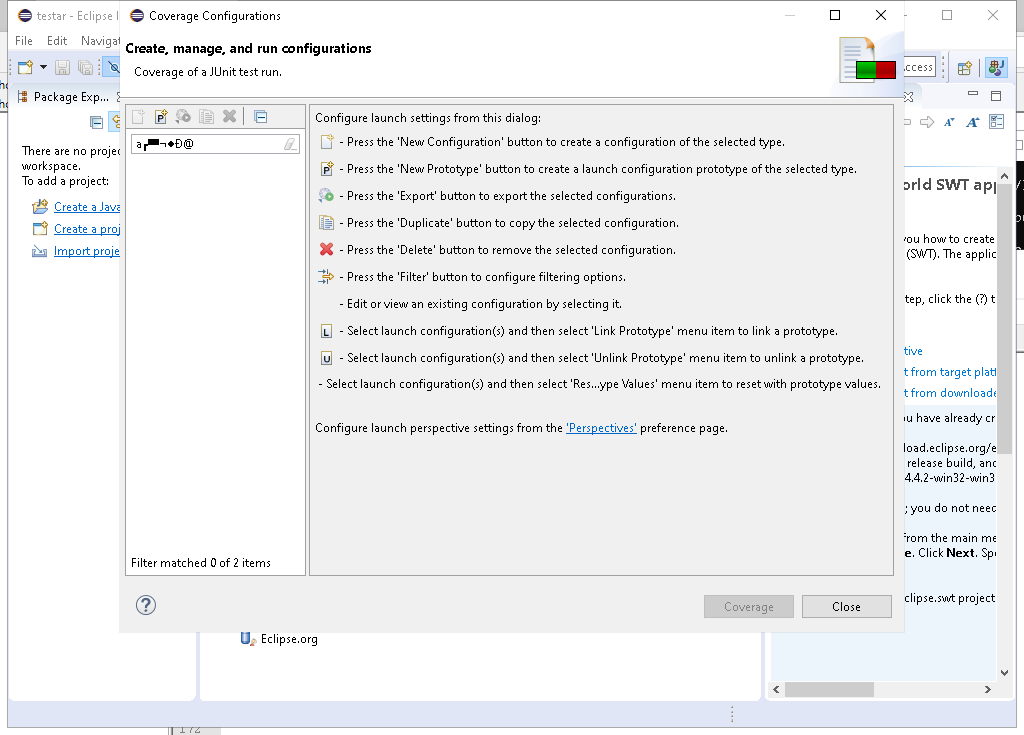 testar - Eclipse I
Coverage Configurations
File Edit Navigat
Create, manage, and run configurations
Coverage of a JUnit test run.
ccess
Package Exp...
There are no projec
workspace.
To add a project:
Create a Java
Create a proj
Import proje
Configure launch settings from this dialog:
- Press the 'New Configuration' button to create a configuration of the selected type.
- Press the 'New Prototype' button to create a launch configuration prototype of the selected type.
- Press the 'Export' button to export the selected configurations.
- Press the 'Duplicate' button to copy the selected configuration.
- Press the 'Delete' button to remove the selected configuration.
- Press the 'Filter' button to configure filtering options.
- Edit or view an existing configuration by selecting it.
L - Select launch configuration(s) and then select 'Link Prototype' menu item to link a prototype.
U - Select launch configuration(s) and then select 'Unlink Prototype' menu item to unlink a prototype.
- Select launch configuration(s) and then select 'Res...ype Values' menu item to reset with prototype values.
Configure launch perspective settings from the 'Perspectives' preference page.
Filter matched 0 of 2 items
Coverage
Close
Eclipse.org
orld SWT app
you how to create
(SWT). The applic
tep, click the (?) t
tive
t from target platf
t from downloade
ou have already cr
load.eclipse.org/e
release build, and
4.4.2-win32-win3
; you do not need
from the main me
e. Click Next. Spe
clipse.swt project
172